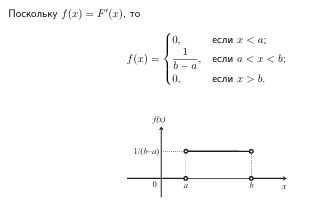 Поскольку f(x) = F′(x), то
f(x) = { 0, если x < a;
1/(b − a), если a < x < b;
0, если x > b.
f(x)
1/(b–a)
0 a b x